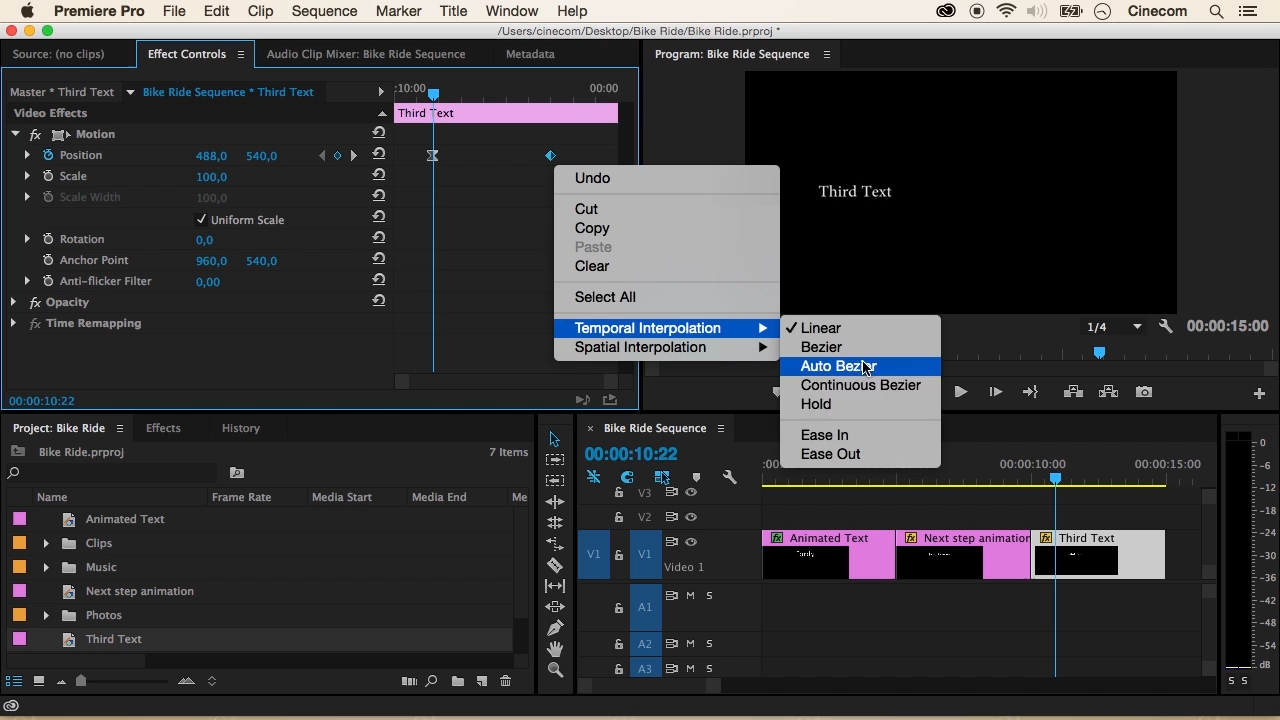 Premiere Pro File Edit Clip Sequence Marker Title Window Help Cinecom
/Users/cinecom/Desktop/Bike Ride/Bike Ride.prproj *
Source: (no clips) Effect Controls Audio Clip Mixer: Bike Ride Sequence Metadata Program: Bike Ride Sequence
:10:00 00:00
Master * Third Text Bike Ride Sequence * Third Text
Video Effects Third Text
fx Motion
Position 488,0 540,0
Scale 100,0
Scale Width 100,0
Uniform Scale
Rotation 0,0
Anchor Point 960,0 540,0
Anti-flicker Filter 0,00
fx Opacity
fx Time Remapping
00:00:10:22
Undo
Cut
Copy
Paste
Clear
Select All
Temporal Interpolation
Spatial Interpolation
Linear
Bezier
Auto Bezier
Continuous Bezier
Hold
Ease In
Ease Out
Third Text
1/4 00:00:15:00
Project: Bike Ride Effects History
Bike Ride.prproj 7 Items
Name Frame Rate Media Start Media End Me
Animated Text
Clips
Music
Next step animation
Photos
Third Text
× Bike Ride Sequence
00:00:10:22
:00 00:00:10:00 00:00:15:00
V3
V2
V1 V1 Video 1
fx Animated Text fx Next step animation fx Third Text
A1 M S
A2 M S
A3 M S
0
-6
-12
-18
-24
-30
-36
-42
-48
-54
dB
S S